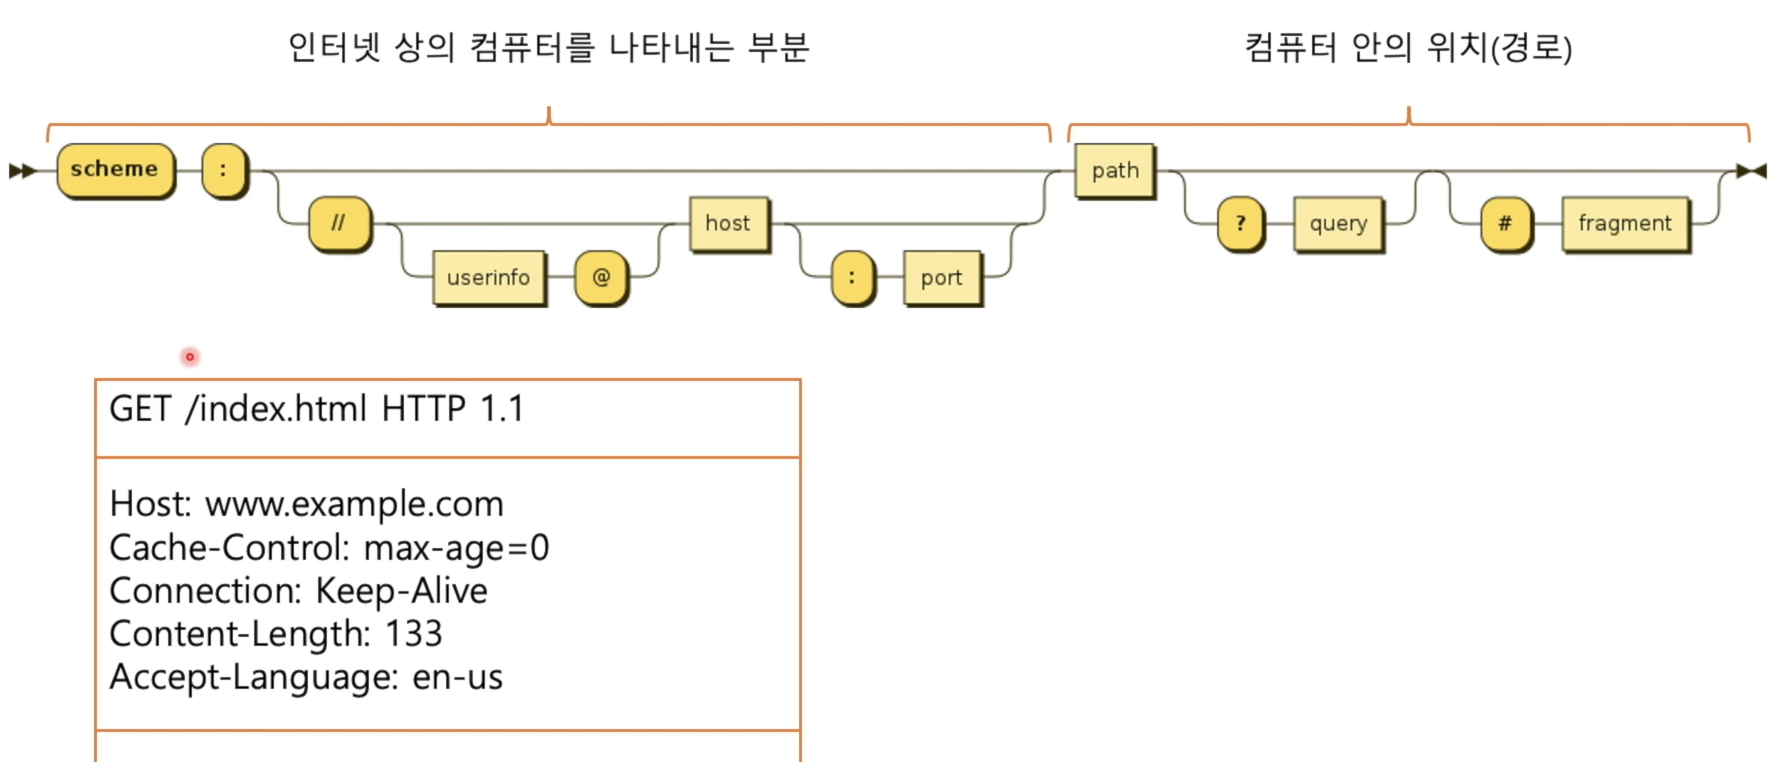 인터넷 상의 컴퓨터를 나타내는 부분
컴퓨터 안의 위치(경로)
scheme : path
// host ? query # fragment
userinfo @ : port
GET /index.html HTTP 1.1
Host: www.example.com
Cache-Control: max-age=0
Connection: Keep-Alive
Content-Length: 133
Accept-Language: en-us